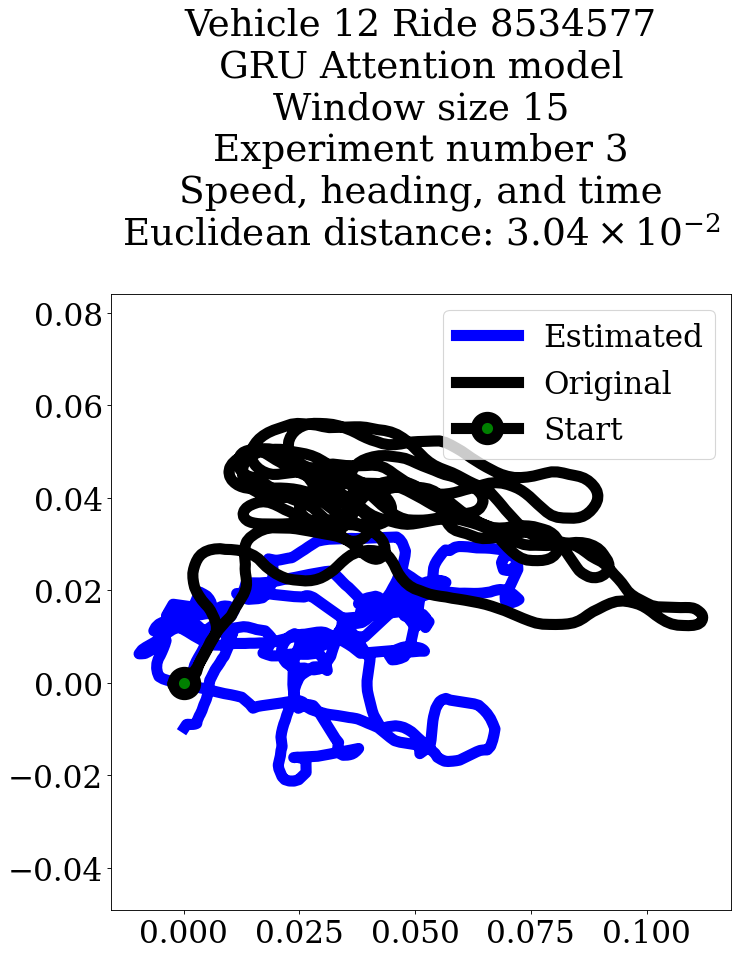 Vehicle 12 Ride 8534577
GRU Attention model
Window size 15
Experiment number 3
Speed, heading, and time
Euclidean distance: 3.04 × 10⁻²
Estimated
Original
Start
0.08
0.06
0.04
0.02
0.00
−0.02
−0.04
0.000 0.025 0.050 0.075 0.100